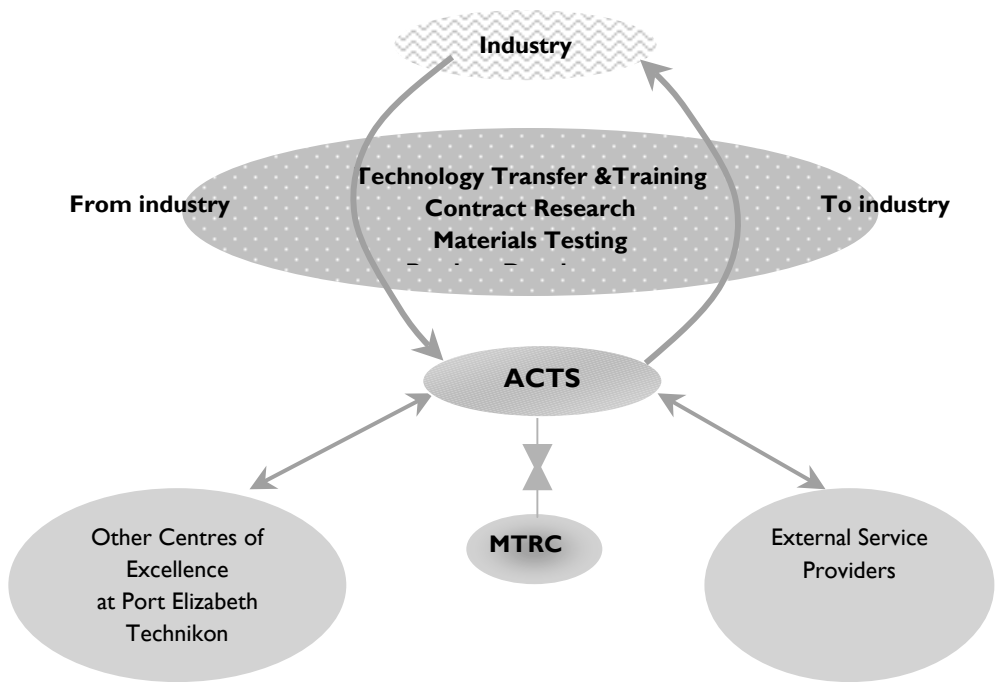 Industry
Technology Transfer &Training
From industry
Contract Research
To industry
Materials Testing
ACTS
Other Centres of
Excellence
at Port Elizabeth
Technikon
MTRC
External Service
Providers